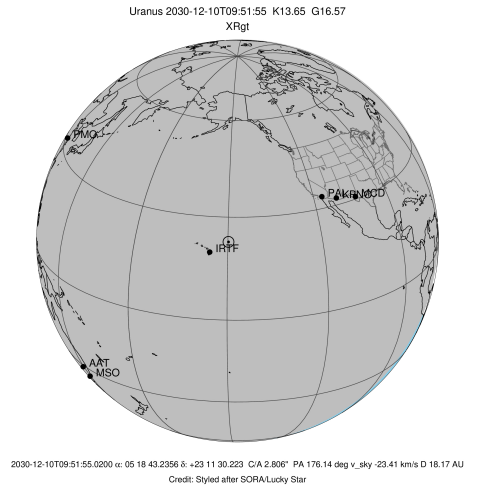 Uranus 2030-12-10T09:51:55 K13.65 G16.57
XRgt
PMO
PAL
KPNO
MCD
IRTF
AAT
MSO
2030-12-10T09:51:55.0200 α: 05 18 43.2356 δ: +23 11 30.223 C/A 2.806" PA 176.14 deg v_sky -23.41 km/s D 18.17 AU
Credit: Styled after SORA/Lucky Star